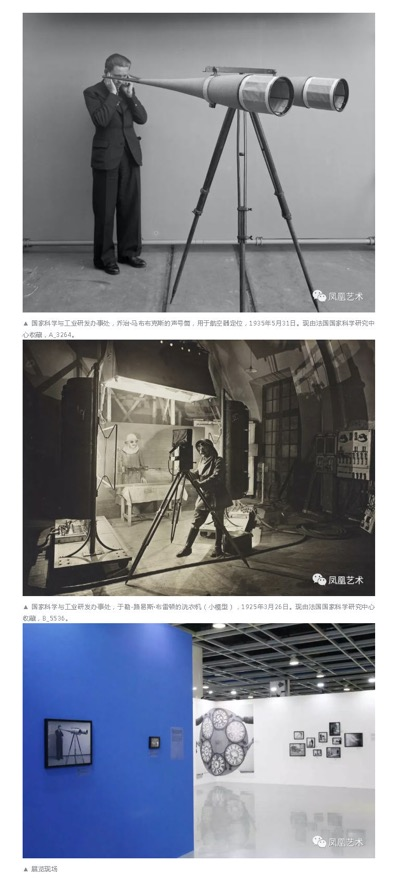 凤凰艺术
▲ 国家科学与工业研发办事处，乔治·马布布克斯的声号筒，用于航空器定位，1935年5月31日。现由法国国家科学研究中
心收藏，A_3264。
凤凰艺术
▲ 国家科学与工业研发办事处，于勒-路易斯·布雷顿的洗衣机（小模型），1925年3月26日。现由法国国家科学研究中心
收藏，B_5536。
凤凰艺术
▲ 展览现场